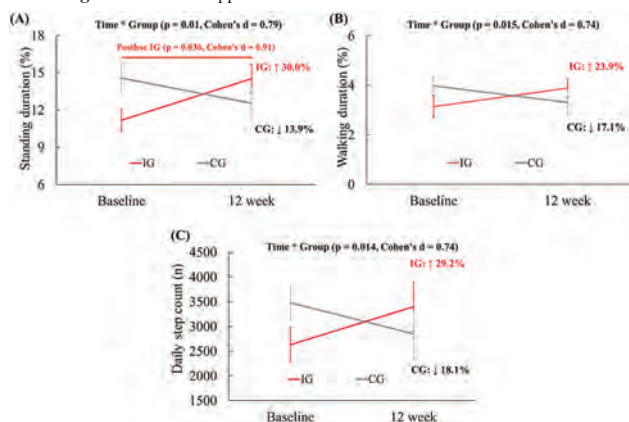 (A)
Time * Group (p = 0.01, Cohen's d = 0.79)
Posthoc IG (p = 0.036, Cohen's d = 0.91)
IG: ↑ 30.0%
CG: ↓ 13.9%
Standing duration (%)
18
15
12
9
6
IG
CG
Baseline
12 week
(B)
Time * Group (p = 0.015, Cohen's d = 0.74)
IG: ↑ 23.9%
CG: ↓ 17.1%
Walking duration (%)
6
4
2
0
IG
CG
Baseline
12 week
(C)
Time * Group (p = 0.014, Cohen's d = 0.74)
IG: ↑ 29.2%
CG: ↓ 18.1%
Daily step count (n)
4500
4000
3500
3000
2500
2000
1500
IG
CG
Baseline
12 week